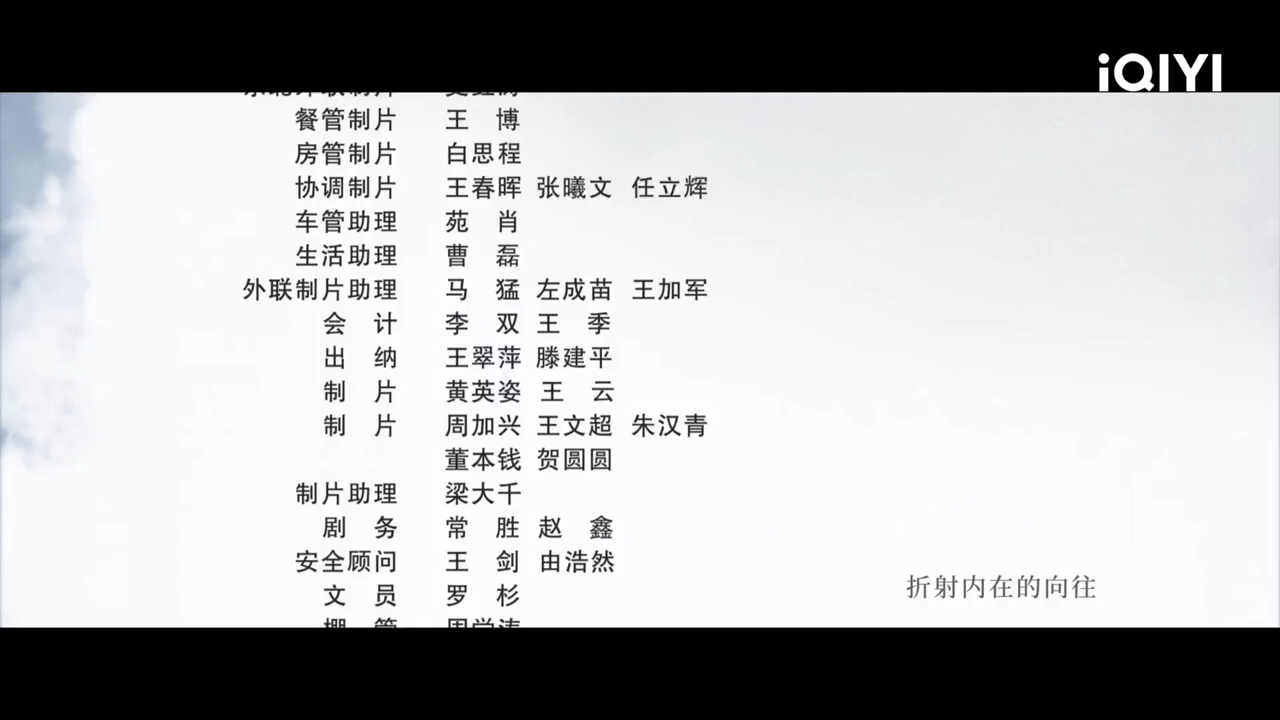 iQIYI
餐管制片 王 博
房管制片 白思程
协调制片 王春晖 张曦文 任立辉
车管助理 苑 肖
生活助理 曹 磊
外联制片助理 马 猛 左成苗 王加军
会 计 李 双 王 季
出 纳 王翠萍 滕建平
制 片 黄英姿 王 云
制 片 周加兴 王文超 朱汉青
董本钱 贺圆圆
制片助理 梁大千
剧 务 常 胜 赵 鑫
安全顾问 王 剑 由浩然
文 员 罗 杉
折射内在的向往